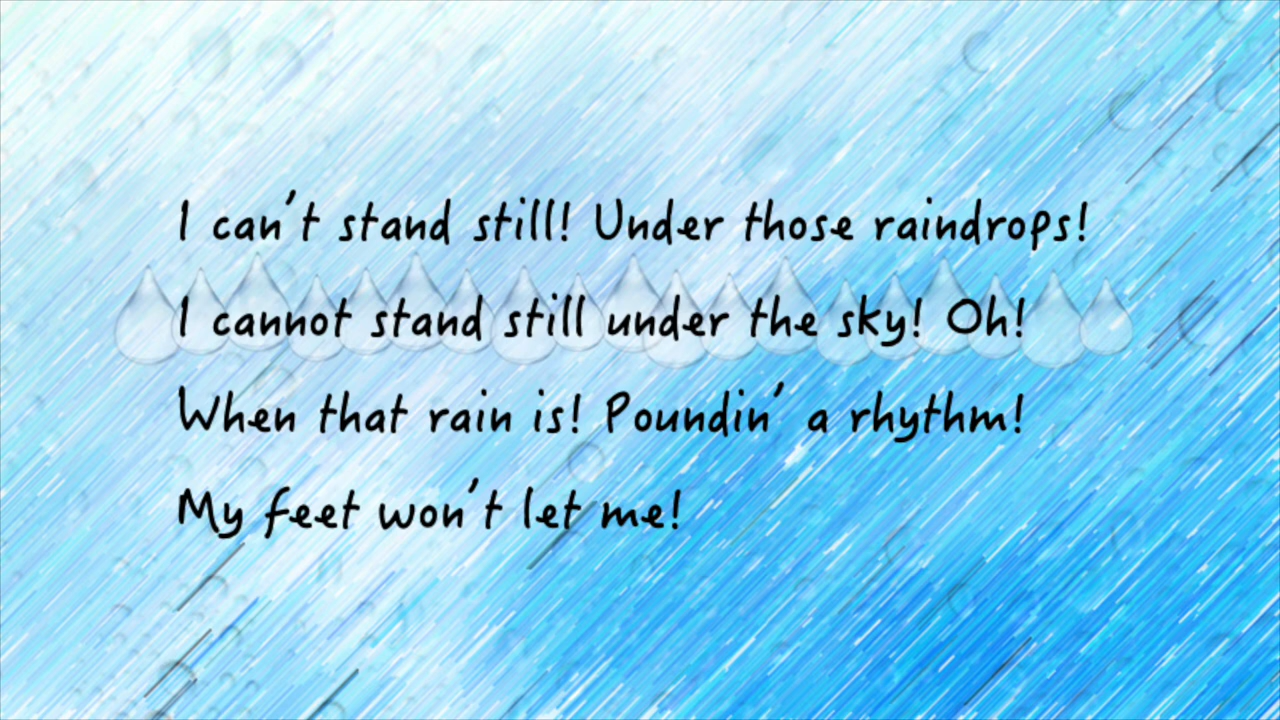 I can't stand still! Under those raindrops!
I cannot stand still under the sky! Oh!
When that rain is! Poundin' a rhythm!
My feet won't let me!